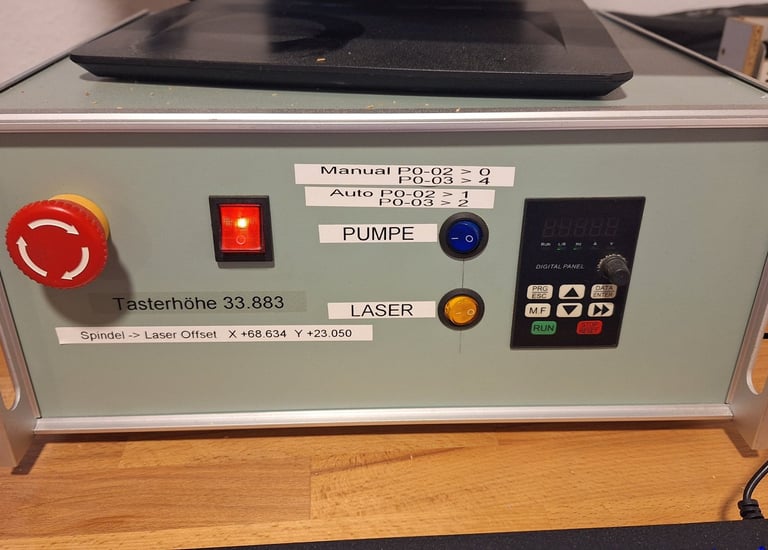 Manual P0-02 > 0
P0-03 > 4
Auto P0-02 > 1
P0-03 > 2
PUMPE
LASER
Tasterhöhe 33.883
Spindel -> Laser Offset X +68.634 Y +23.050
DIGITAL PANEL
PRG
ESC
DATA
ENTER
M.F
RUN